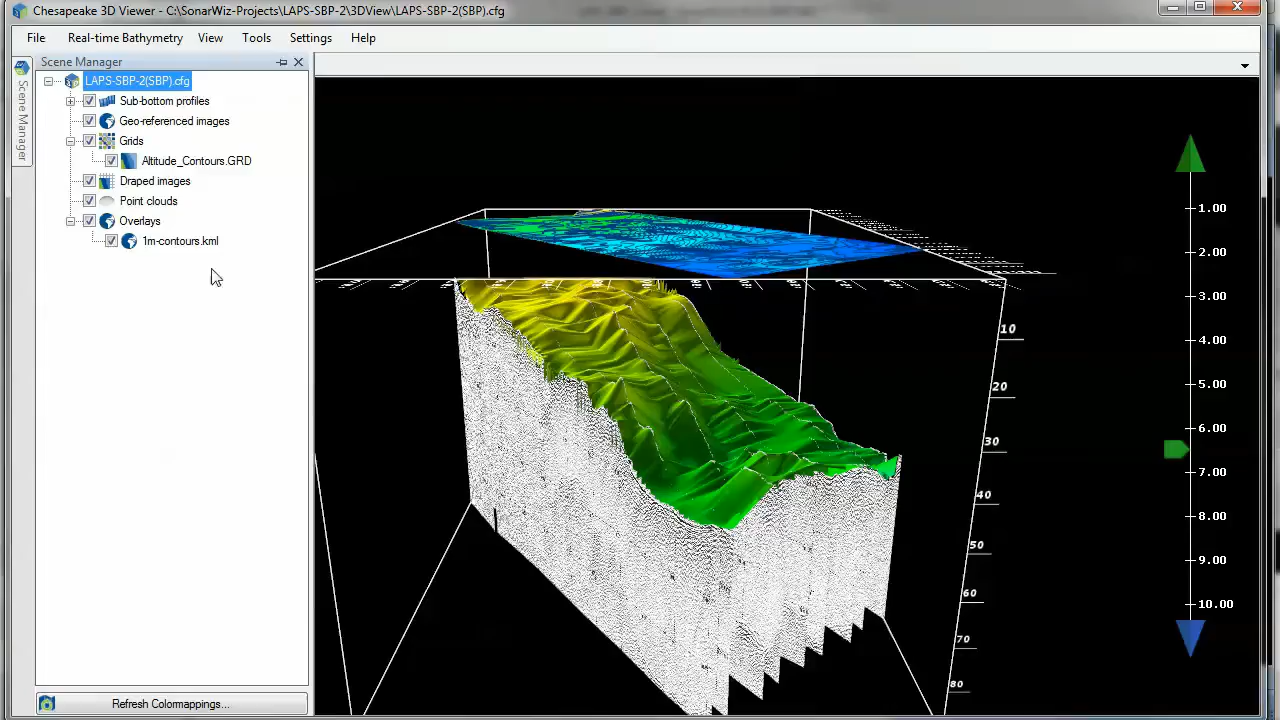 Chesapeake 3D Viewer - C:\SonarWiz-Projects\LAPS-SBP-2\3DView\LAPS-SBP-2(SBP).cfg
File Real-time Bathymetry View Tools Settings Help
Scene Manager
Scene Manager
LAPS-SBP-2(SBP).cfg
Sub-bottom profiles
Geo-referenced images
Grids
Altitude_Contours.GRD
Draped images
Point clouds
Overlays
1m-contours.kml
Refresh Colormappings...
10
20
30
40
50
60
70
80
1.00
2.00
3.00
4.00
5.00
6.00
7.00
8.00
9.00
10.00